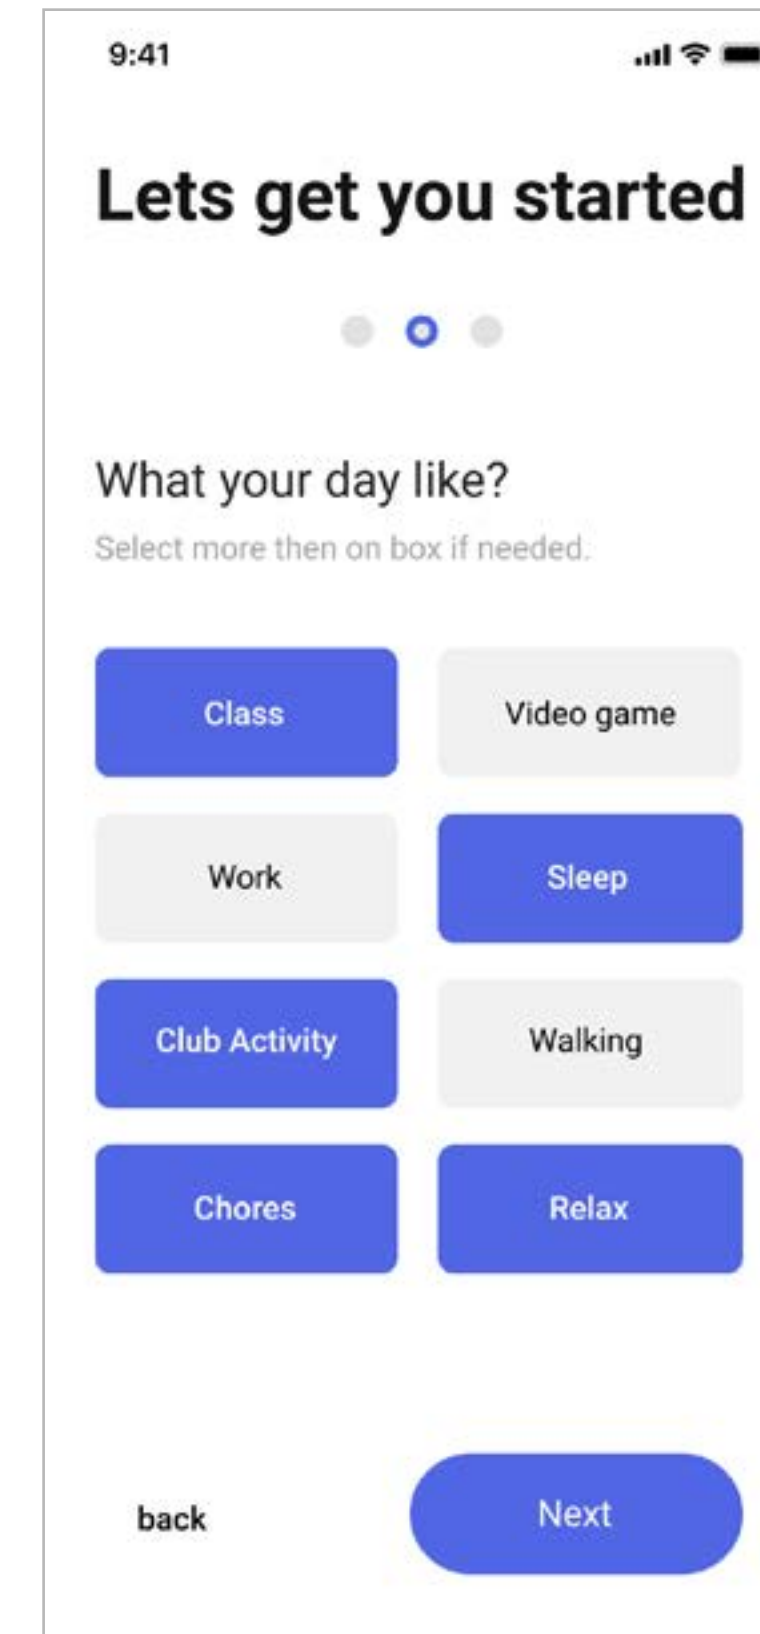 9:41
Lets get you started
What your day like?
Select more then on box if needed.
Class
Video game
Work
Sleep
Club Activity
Walking
Chores
Relax
back
Next